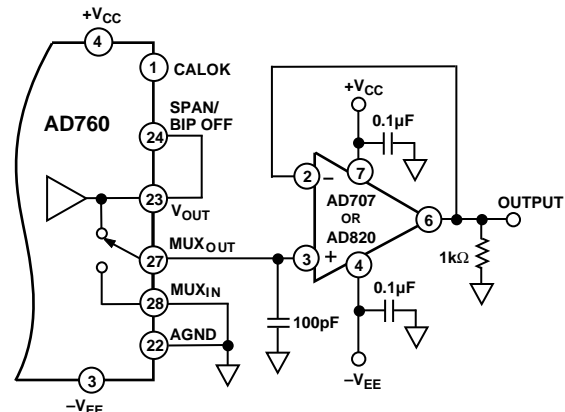 +VCC
4
1 CALOK
SPAN/
BIP OFF
AD760
24
23
VOUT
MUXOUT
27
MUXIN
28
AGND
22
3
−VEE
+VCC
0.1µF
7
2 −
AD707
OR
AD820
6
OUTPUT
3 +
4
1kΩ
0.1µF
100pF
−VEE